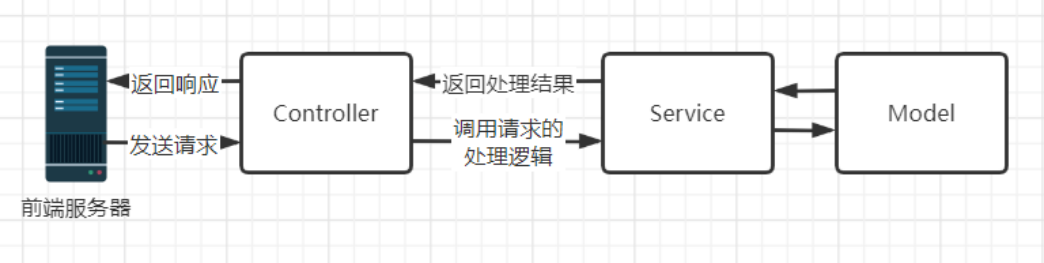 返回响应
发送请求
前端服务器
Controller
返回处理结果
调用请求的
处理逻辑
Service
Model